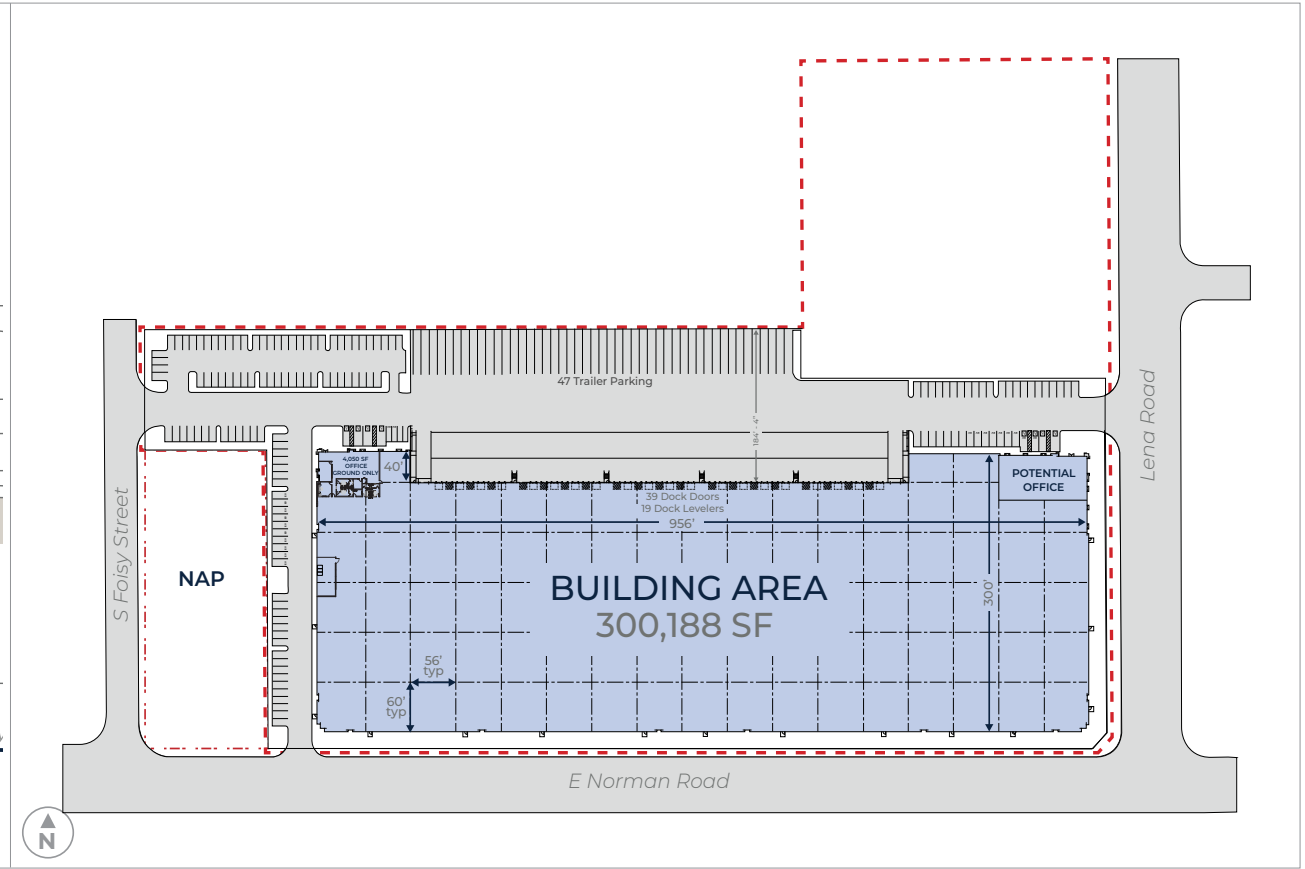 47 Trailer Parking
184' - 4"
4,050 SF
OFFICE
GROUND ONLY
40'
POTENTIAL
OFFICE
39 Dock Doors
19 Dock Levelers
956'
NAP
BUILDING AREA
300,188 SF
300'
56'
typ
60'
typ
S Foisy Street
Lena Road
E Norman Road
N